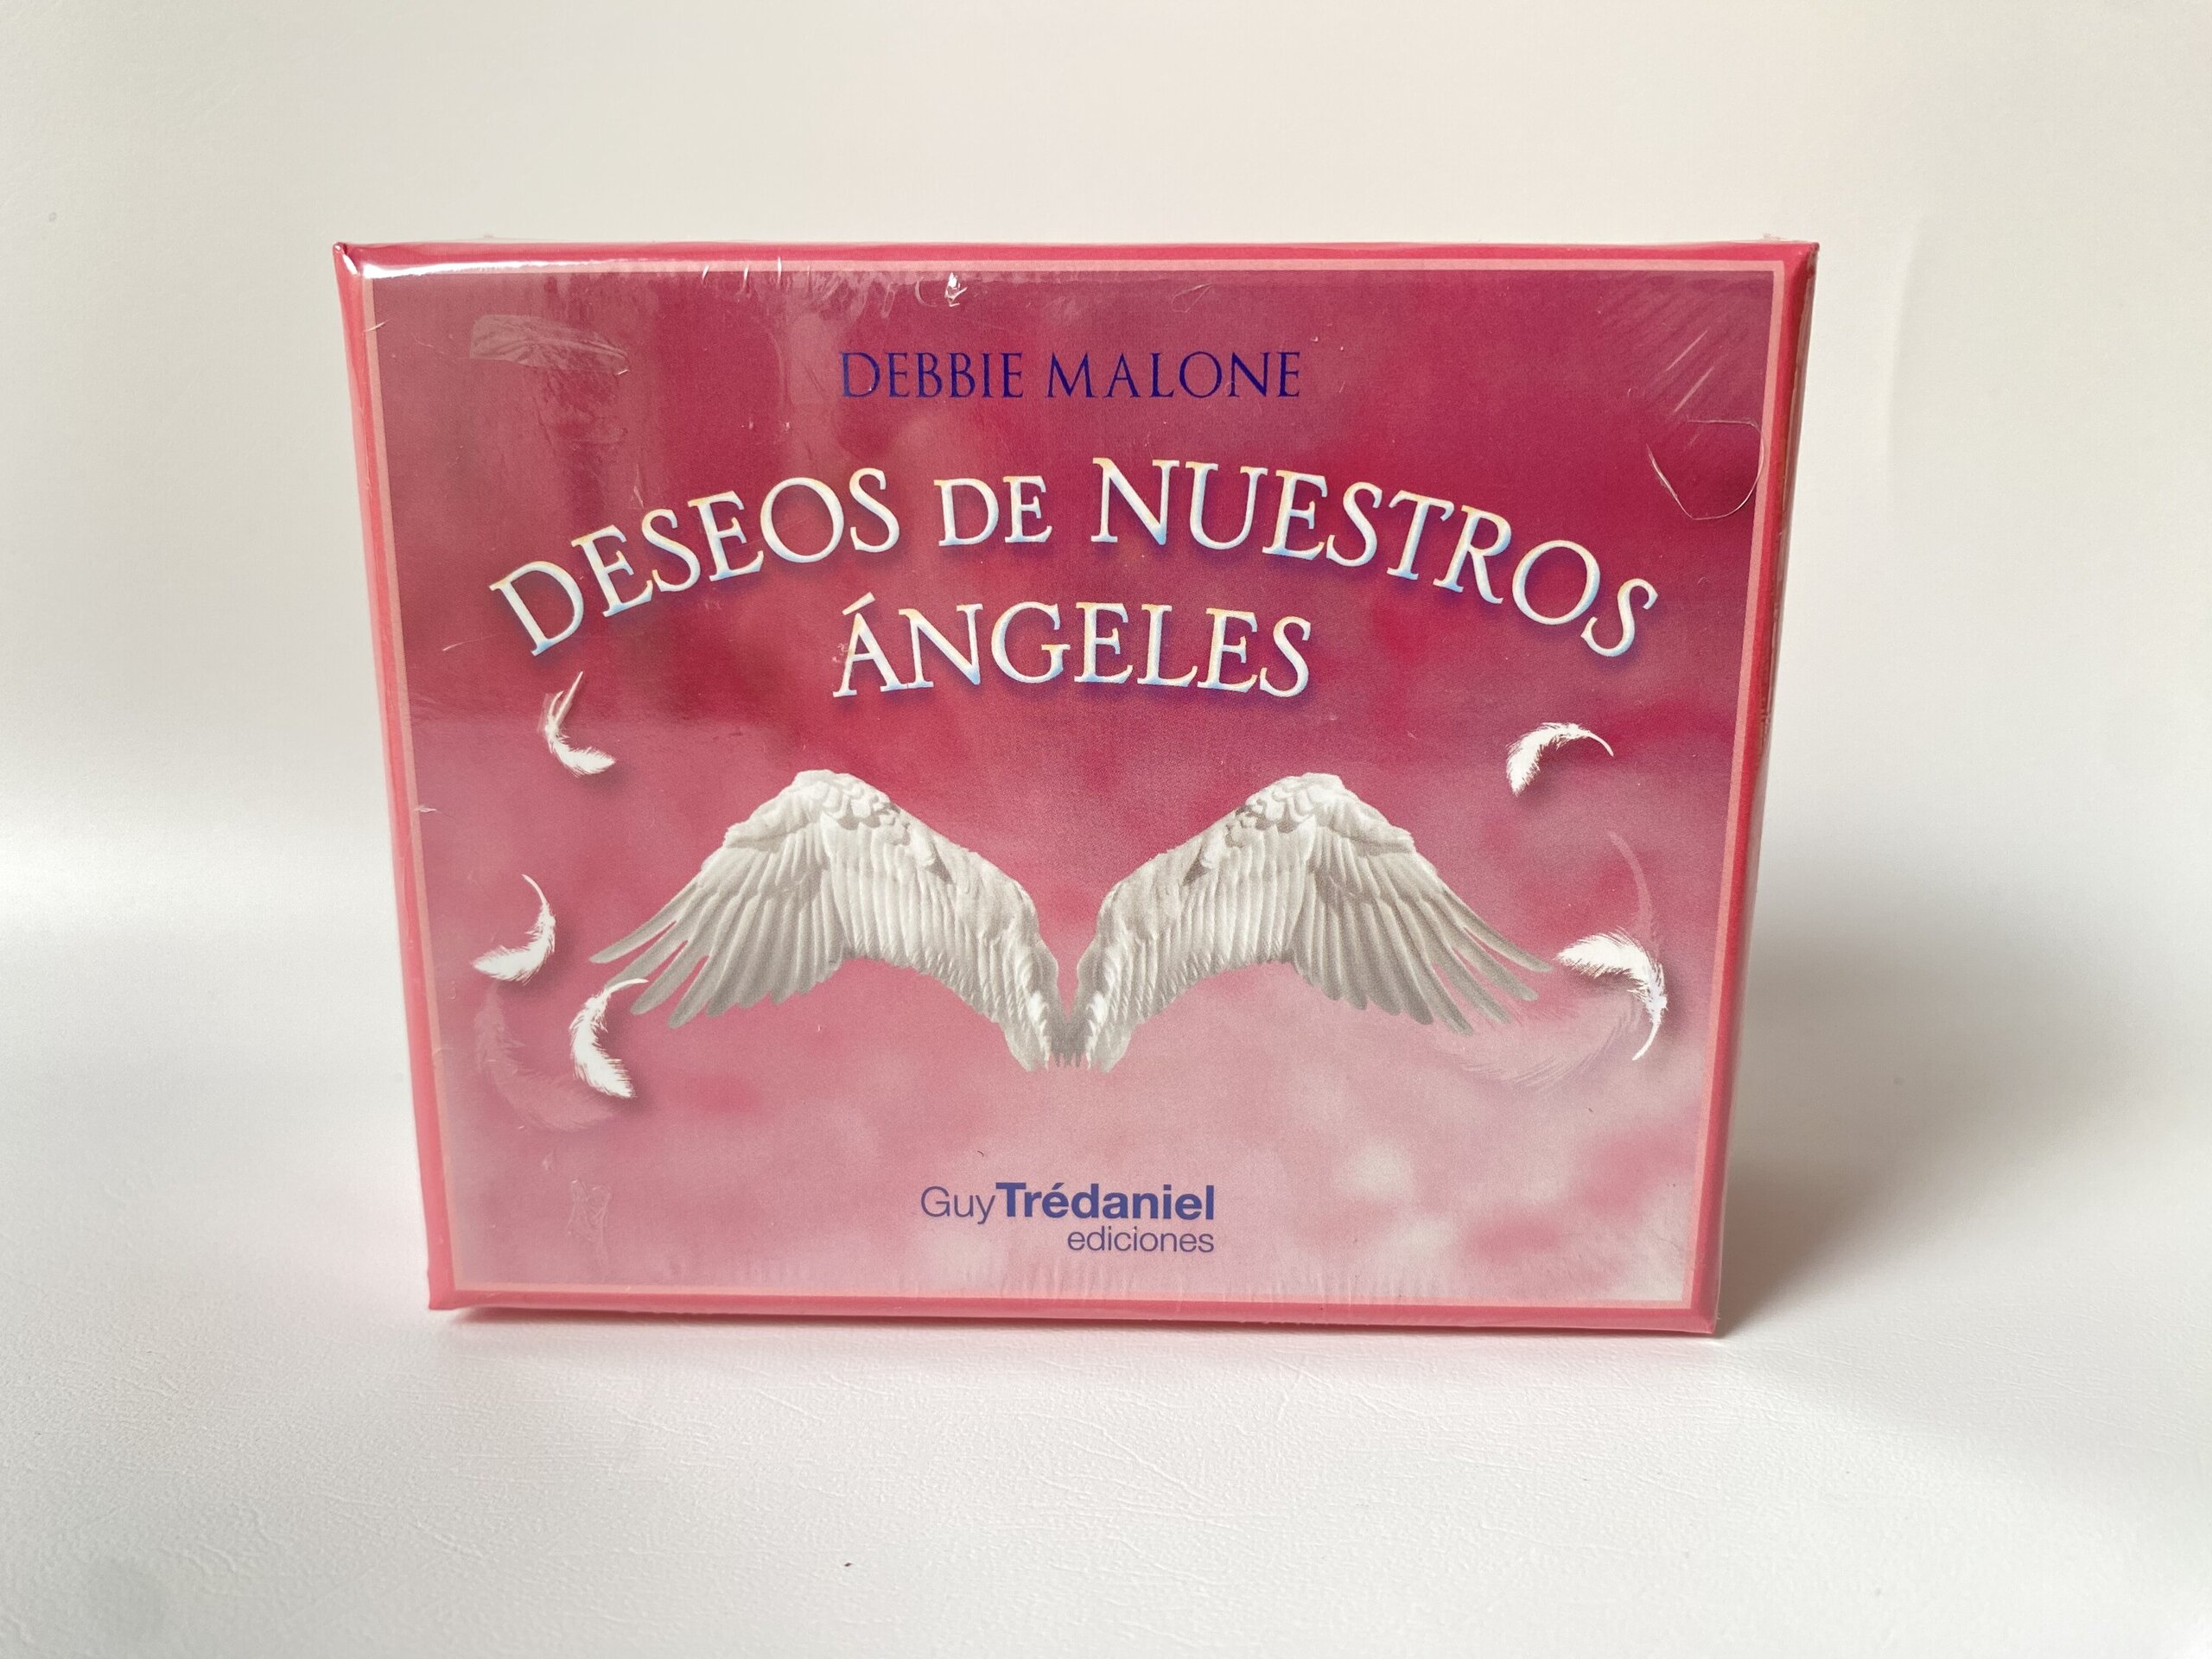 DEBBIE MALONE
DESEOS DE NUESTROS
ÁNGELES
GuyTrédaniel
ediciones